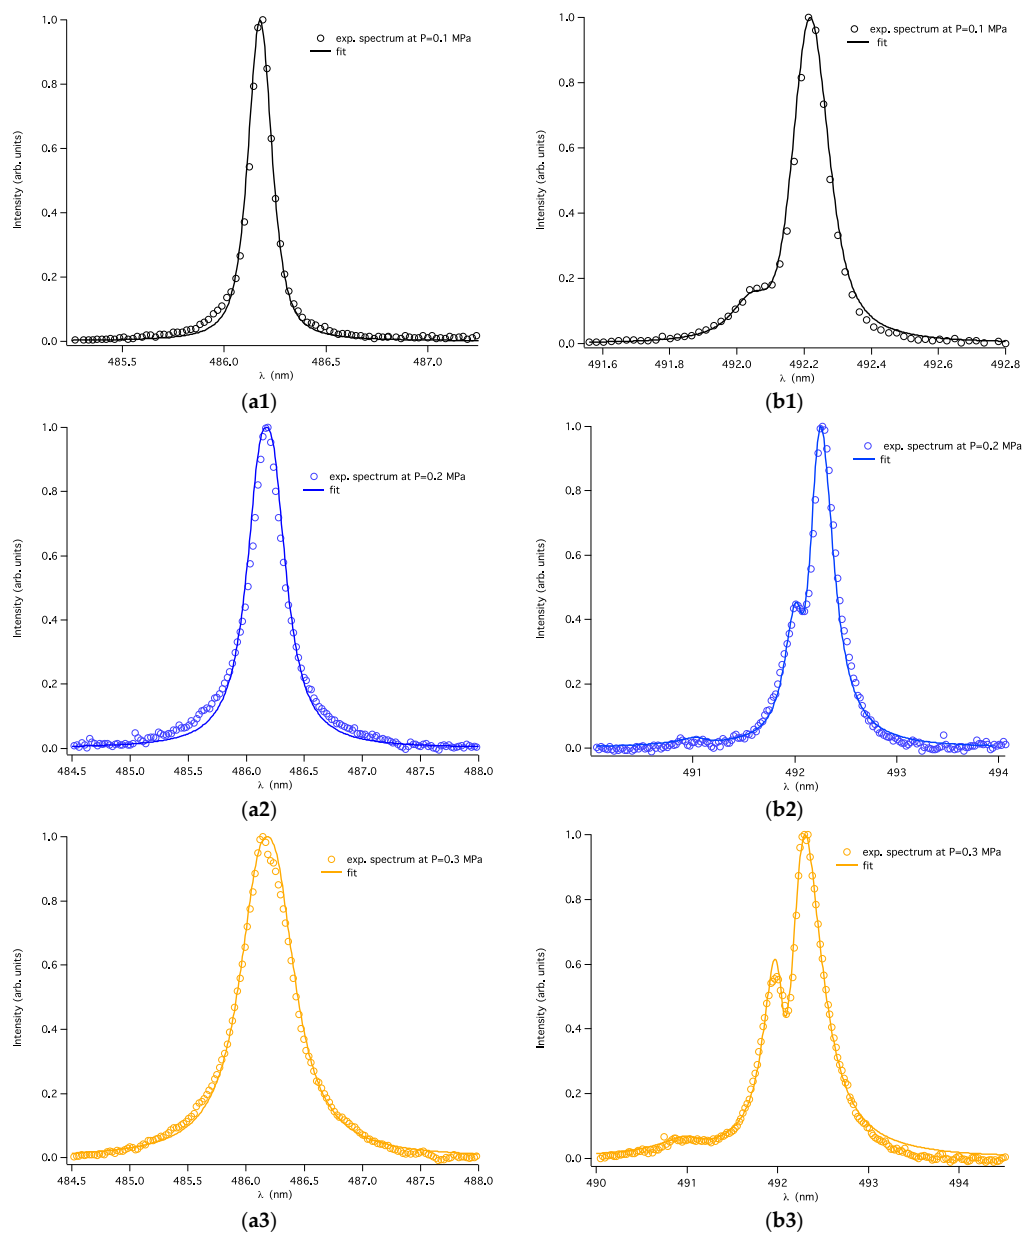 1.0
0.8
0.6
0.4
0.2
0.0
Intensity (arb. units)
exp. spectrum at P=0.1 MPa
fit
485.5
486.0
486.5
487.0
λ (nm)
(a1)
1.0
0.8
0.6
0.4
0.2
0.0
Intensity (arb. units)
exp. spectrum at P=0.1 MPa
fit
491.6
491.8
492.0
492.2
492.4
492.6
492.8
λ (nm)
(b1)
1.0
0.8
0.6
0.4
0.2
0.0
Intensity (arb. units)
exp. spectrum at P=0.2 MPa
fit
484.5
485.0
485.5
486.0
486.5
487.0
487.5
488.0
λ (nm)
(a2)
1.0
0.8
0.6
0.4
0.2
0.0
Intensity (arb. units)
exp. spectrum at P=0.2 MPa
fit
491
492
493
494
λ (nm)
(b2)
1.0
0.8
0.6
0.4
0.2
0.0
Intensity (arb. units)
exp. spectrum at P=0.3 MPa
fit
484.5
485.0
485.5
486.0
486.5
487.0
487.5
488.0
λ (nm)
(a3)
1.0
0.8
0.6
0.4
0.2
0.0
Intensity (arb. units)
exp. spectrum at P=0.3 MPa
fit
490
491
492
493
494
λ (nm)
(b3)